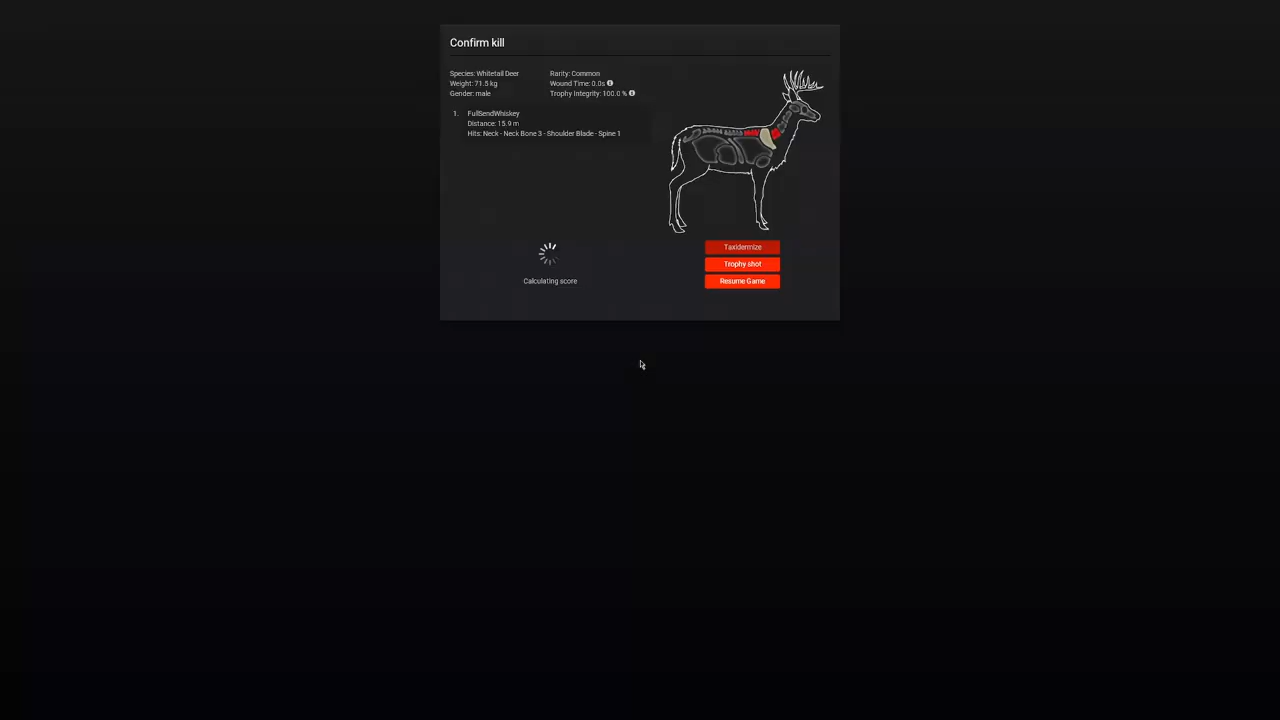 Confirm kill
Species: Whitetail Deer
Rarity: Common
Weight: 71.5 kg
Wound Time: 0.0s
Gender: male
Trophy Integrity: 100.0 %
1. FullSendWhiskey
Distance: 15.9 m
Hits: Neck - Neck Bone 3 - Shoulder Blade - Spine 1
Taxidermize
Trophy shot
Calculating score
Resume Game